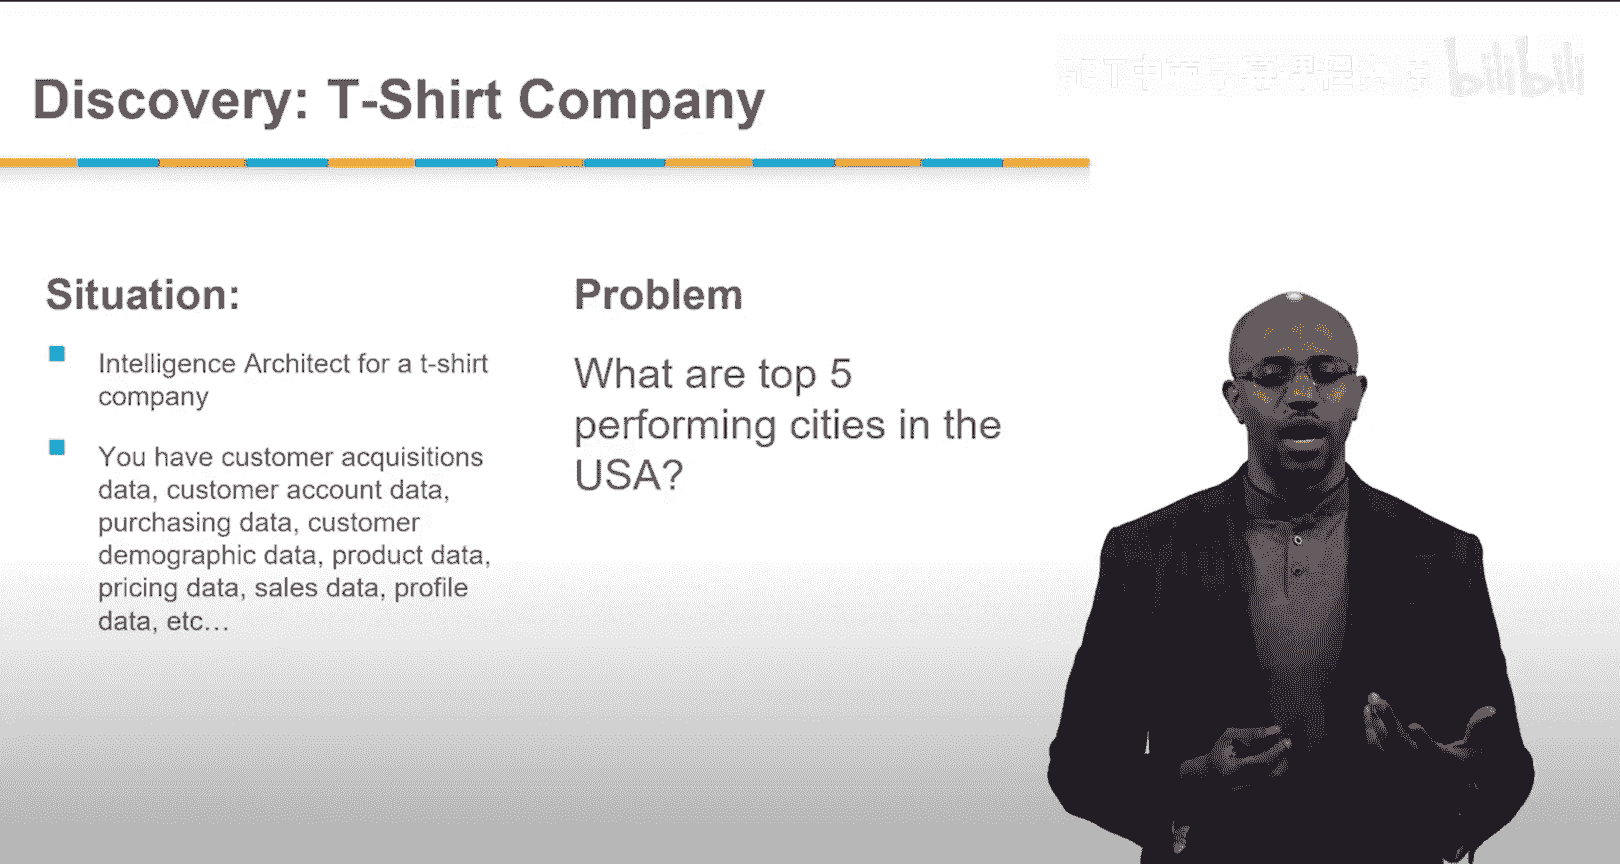 bilibili
Discovery: T-Shirt Company
Situation:
Intelligence Architect for a t-shirt
company
You have customer acquisitions
data, customer account data,
purchasing data, customer
demographic data, product data,
pricing data, sales data, profile
data, etc…
Problem
What are top 5
performing cities in the
USA?